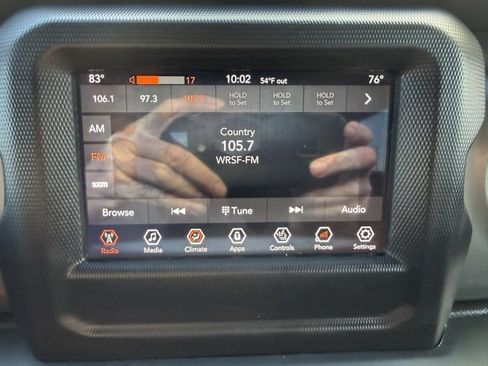 83° 17 10:02 54°F out 76°
106.1 97.3 105.7 HOLD to Set HOLD to Set HOLD to Set
AM
Country
105.7
FM
WRSF-FM
sxm
Browse Tune Audio
Radio Media Climate Apps Controls Phone Settings